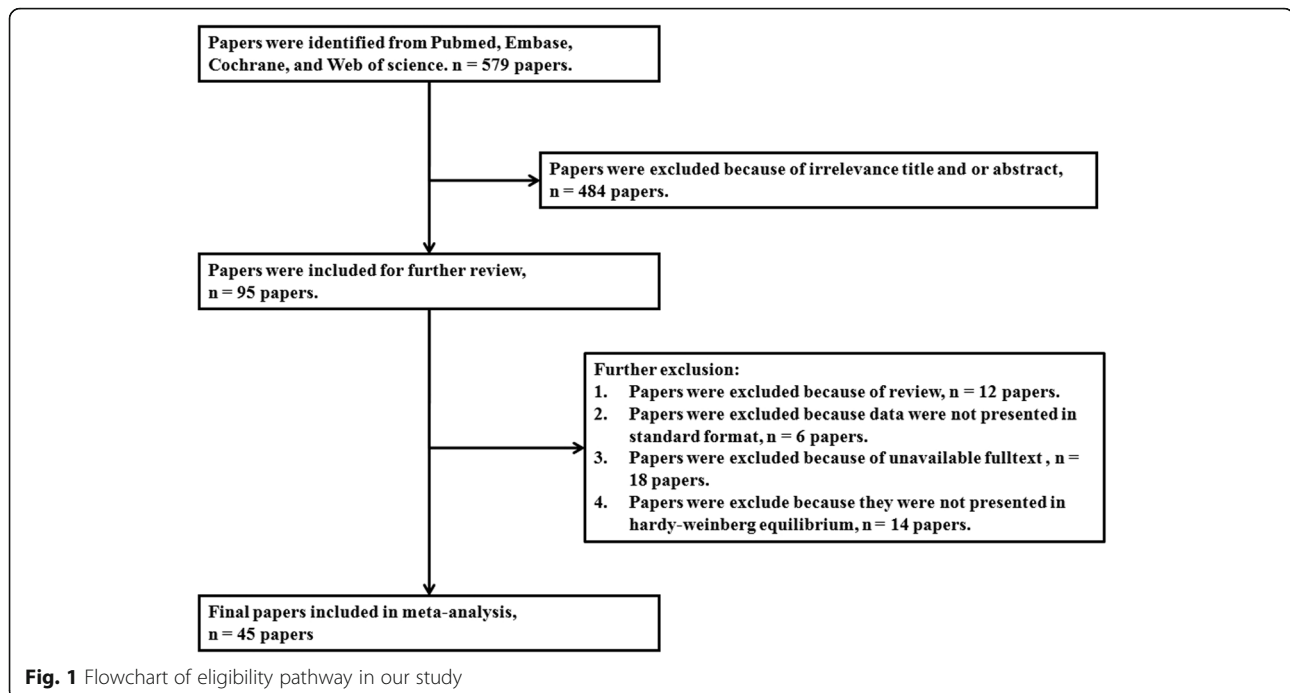 Papers were identified from Pubmed, Embase,
Cochrane, and Web of science. n = 579 papers.
Papers were excluded because of irrelevance title and or abstract,
n = 484 papers.
Papers were included for further review,
n = 95 papers.
Further exclusion:
1. Papers were excluded because of review, n = 12 papers.
2. Papers were excluded because data were not presented in
standard format, n = 6 papers.
3. Papers were excluded because of unavailable fulltext , n =
18 papers.
4. Papers were exclude because they were not presented in
hardy-weinberg equilibrium, n = 14 papers.
Final papers included in meta-analysis,
n = 45 papers
Fig. 1 Flowchart of eligibility pathway in our study